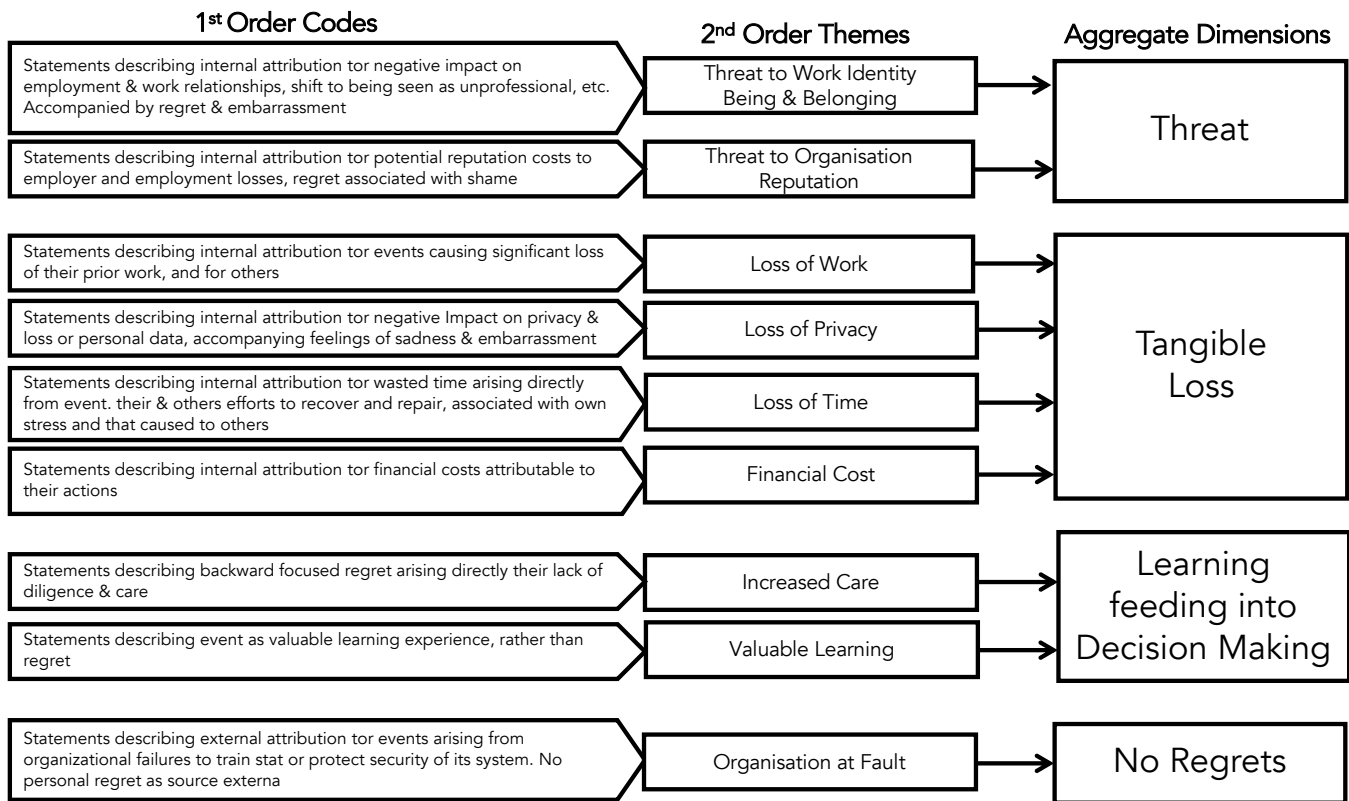 1st Order Codes
2nd Order Themes
Aggregate Dimensions
Statements describing internal attribution tor negative impact on
employment & work relationships, shift to being seen as unprofessional, etc.
Accompanied by regret & embarrassment
Threat to Work Identity
Being & Belonging
Threat
Statements describing internal attribution tor potential reputation costs to
employer and employment losses, regret associated with shame
Threat to Organisation
Reputation
Statements describing internal attribution tor events causing significant loss
of their prior work, and for others
Loss of Work
Tangible
Loss
Statements describing internal attribution tor negative Impact on privacy &
loss or personal data, accompanying feelings of sadness & embarrassment
Loss of Privacy
Statements describing internal attribution tor wasted time arising directly
from event. their & others efforts to recover and repair, associated with own
stress and that caused to others
Loss of Time
Statements describing internal attribution tor financial costs attributable to
their actions
Financial Cost
Statements describing backward focused regret arising directly their lack of
diligence & care
Increased Care
Learning
feeding into
Decision Making
Statements describing event as valuable learning experience, rather than
regret
Valuable Learning
Statements describing external attribution tor events arising from
organizational failures to train stat or protect security of its system. No
personal regret as source externa
Organisation at Fault
No Regrets